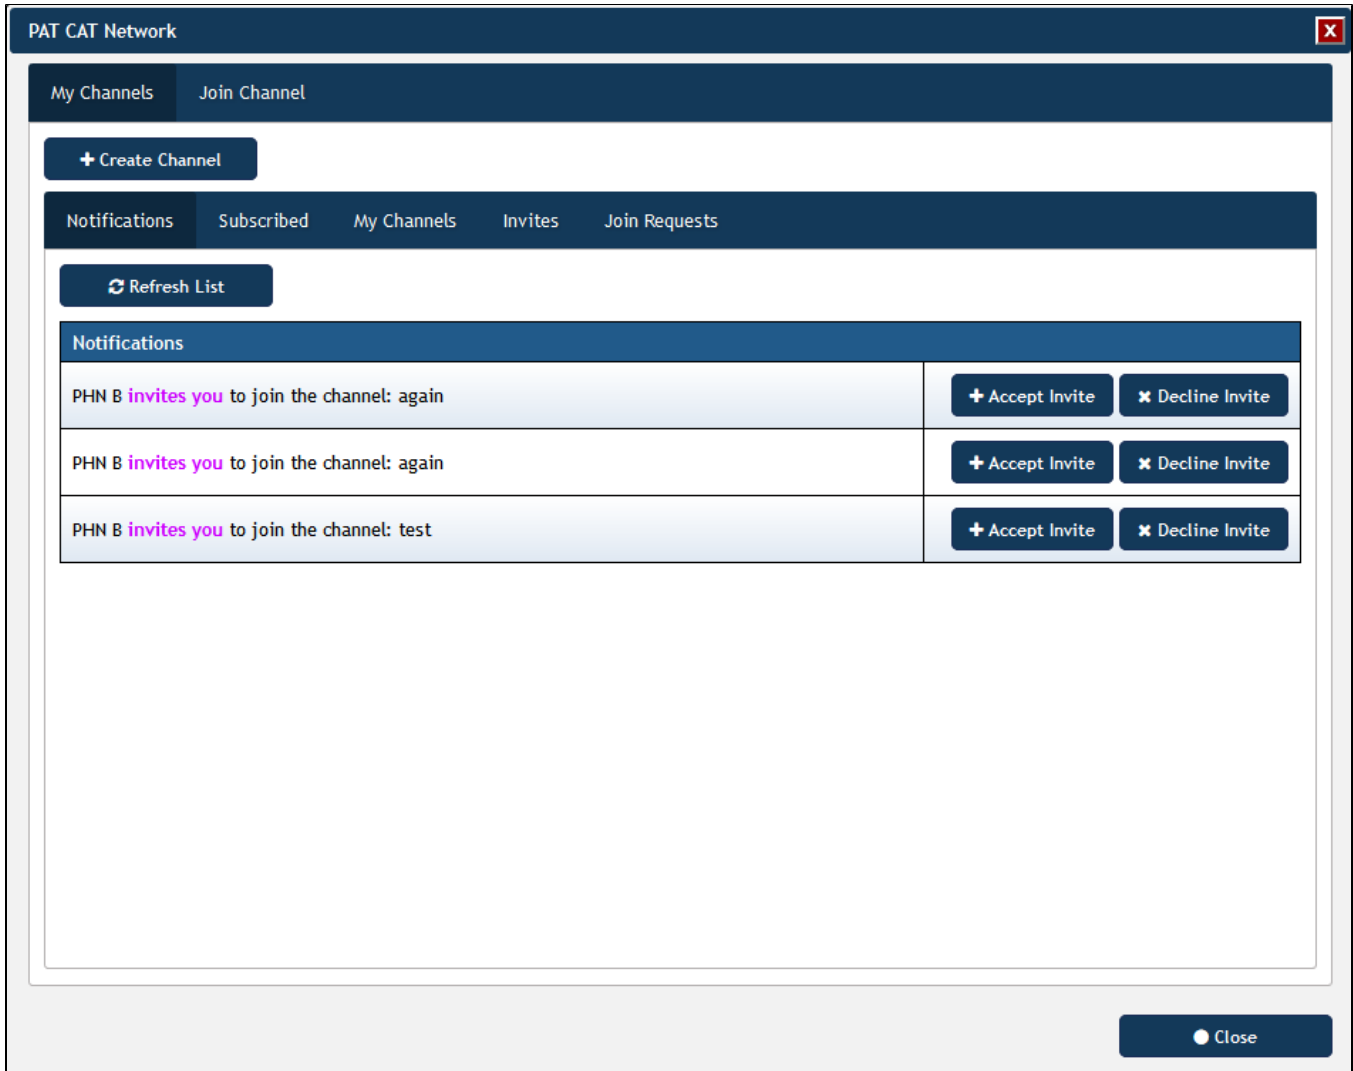 PAT CAT Network
X
My Channels Join Channel
Create Channel
Notifications Subscribed My Channels Invites Join Requests
Refresh List
Notifications
PHN B invites you to join the channel: again Accept Invite Decline Invite
PHN B invites you to join the channel: again Accept Invite Decline Invite
PHN B invites you to join the channel: test Accept Invite Decline Invite
Close